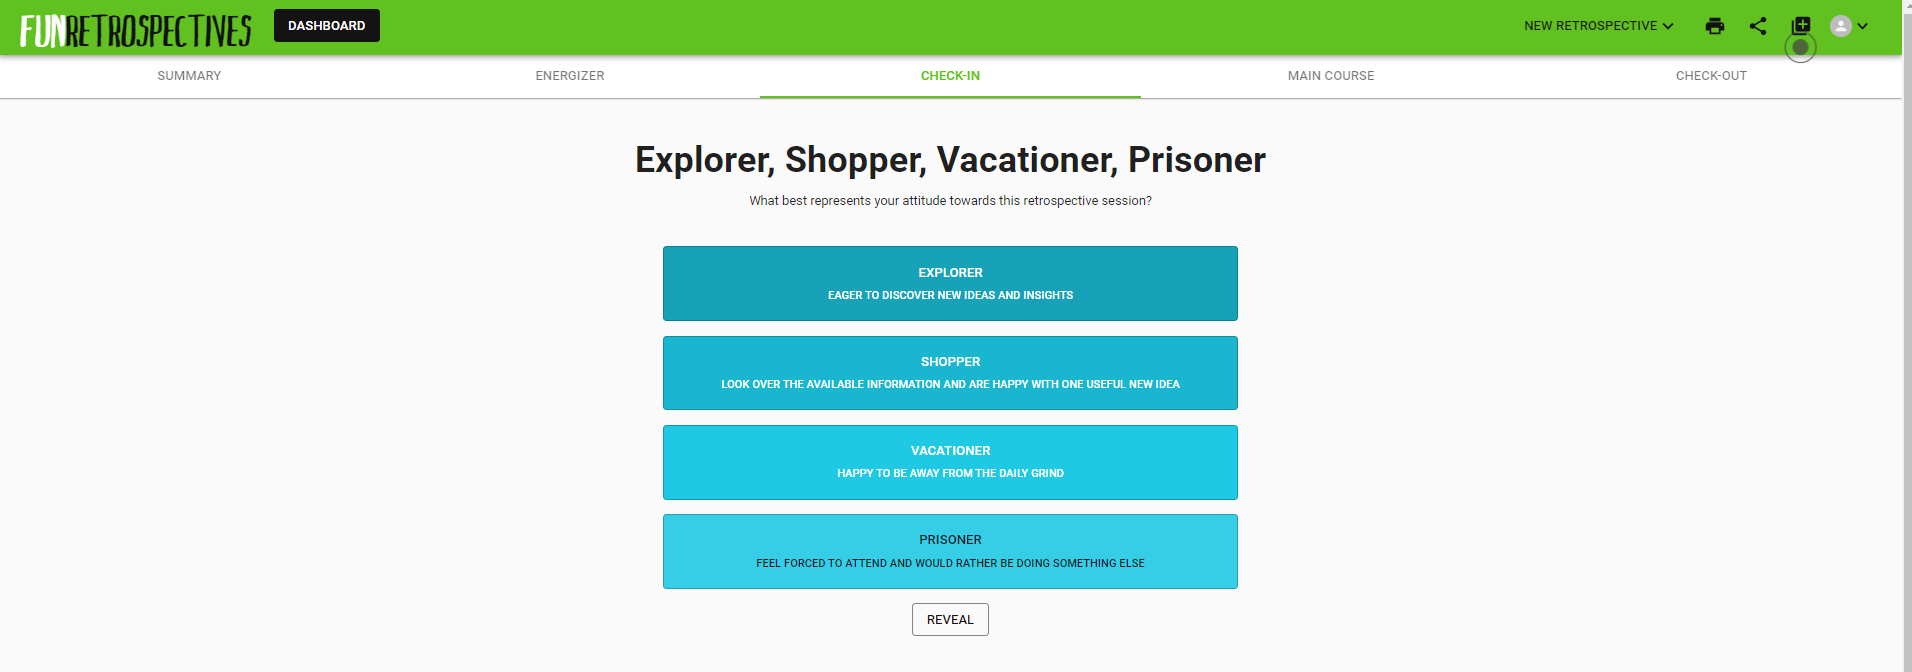 FUNRETROSPECTIVES
DASHBOARD
NEW RETROSPECTIVE
SUMMARY
ENERGIZER
CHECK-IN
MAIN COURSE
CHECK-OUT
Explorer, Shopper, Vacationer, Prisoner
What best represents your attitude towards this retrospective session?
EXPLORER
EAGER TO DISCOVER NEW IDEAS AND INSIGHTS
SHOPPER
LOOK OVER THE AVAILABLE INFORMATION AND ARE HAPPY WITH ONE USEFUL NEW IDEA
VACATIONER
HAPPY TO BE AWAY FROM THE DAILY GRIND
PRISONER
FEEL FORCED TO ATTEND AND WOULD RATHER BE DOING SOMETHING ELSE
REVEAL